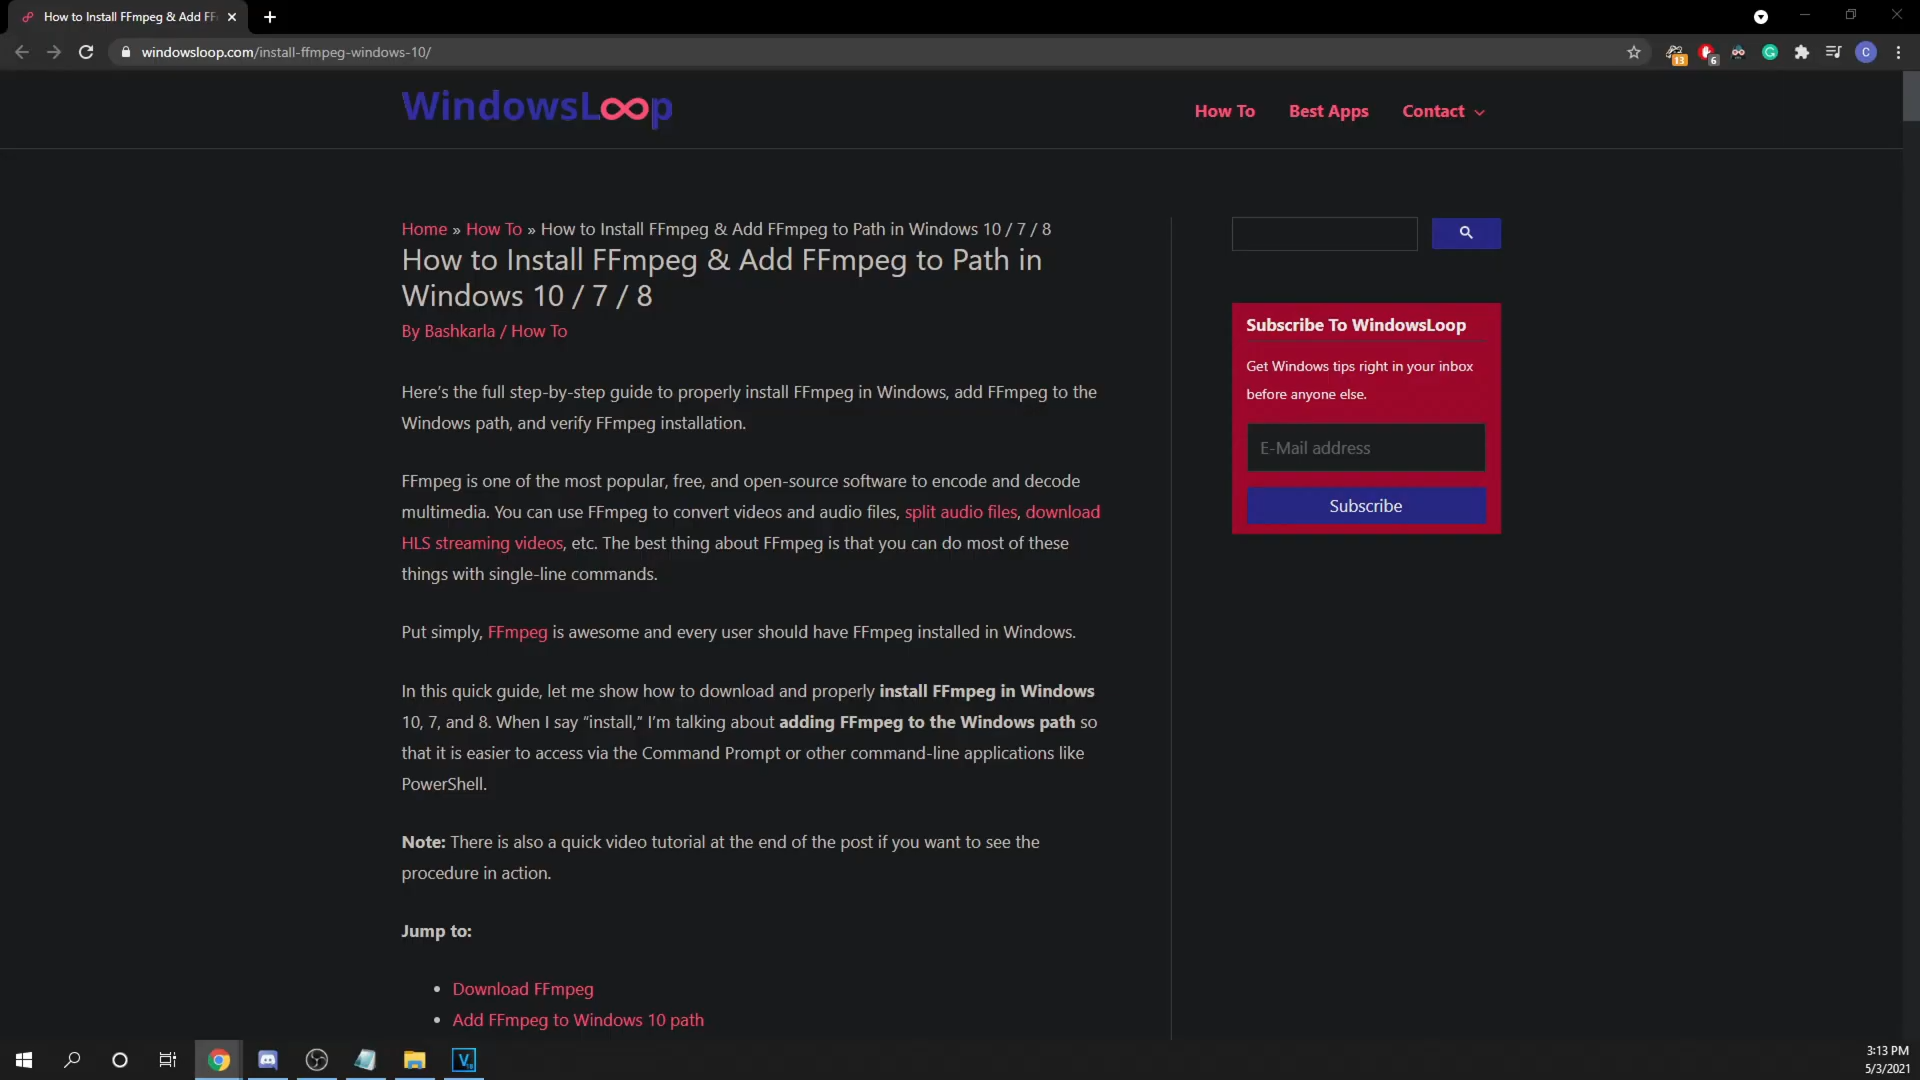 How to Install FFmpeg & Add FF
windowsloop.com/install-ffmpeg-windows-10/
13
6
C
WindowsLoop
How To
Best Apps
Contact
Home » How To » How to Install FFmpeg & Add FFmpeg to Path in Windows 10 / 7 / 8
How to Install FFmpeg & Add FFmpeg to Path in
Windows 10 / 7 / 8
By Bashkarla / How To
Here's the full step-by-step guide to properly install FFmpeg in Windows, add FFmpeg to the
Windows path, and verify FFmpeg installation.
FFmpeg is one of the most popular, free, and open-source software to encode and decode
multimedia. You can use FFmpeg to convert videos and audio files, split audio files, download
HLS streaming videos, etc. The best thing about FFmpeg is that you can do most of these
things with single-line commands.
Put simply, FFmpeg is awesome and every user should have FFmpeg installed in Windows.
In this quick guide, let me show how to download and properly install FFmpeg in Windows
10, 7, and 8. When I say “install,” I'm talking about adding FFmpeg to the Windows path so
that it is easier to access via the Command Prompt or other command-line applications like
PowerShell.
Note: There is also a quick video tutorial at the end of the post if you want to see the
procedure in action.
Jump to:
• Download FFmpeg
• Add FFmpeg to Windows 10 path
Subscribe To WindowsLoop
Get Windows tips right in your inbox
before anyone else.
E-Mail address
Subscribe
3:13 PM
5/3/2021